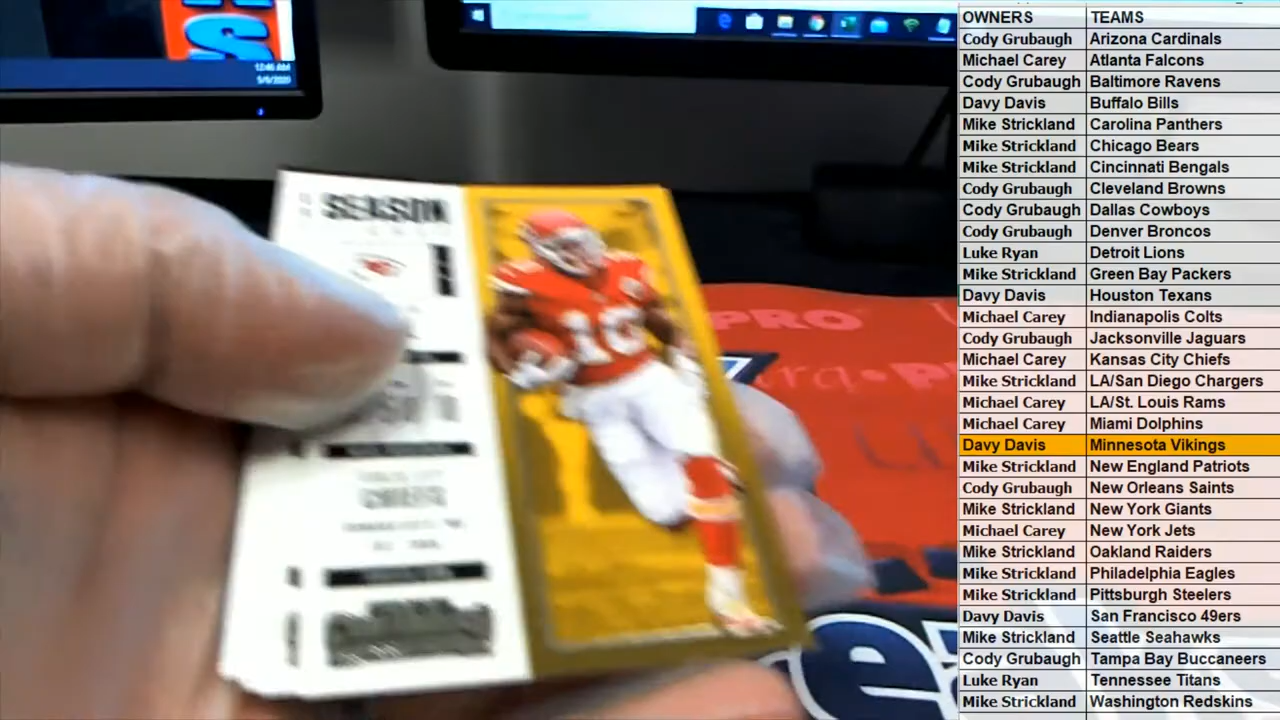 12:46 AM
5/6/2020
SEASON
10
CHIEFS
PRO
OWNERS TEAMS
Cody Grubaugh Arizona Cardinals
Michael Carey Atlanta Falcons
Cody Grubaugh Baltimore Ravens
Davy Davis Buffalo Bills
Mike Strickland Carolina Panthers
Mike Strickland Chicago Bears
Mike Strickland Cincinnati Bengals
Cody Grubaugh Cleveland Browns
Cody Grubaugh Dallas Cowboys
Cody Grubaugh Denver Broncos
Luke Ryan Detroit Lions
Mike Strickland Green Bay Packers
Davy Davis Houston Texans
Michael Carey Indianapolis Colts
Cody Grubaugh Jacksonville Jaguars
Michael Carey Kansas City Chiefs
Mike Strickland LA/San Diego Chargers
Michael Carey LA/St. Louis Rams
Michael Carey Miami Dolphins
Davy Davis Minnesota Vikings
Mike Strickland New England Patriots
Cody Grubaugh New Orleans Saints
Mike Strickland New York Giants
Michael Carey New York Jets
Mike Strickland Oakland Raiders
Mike Strickland Philadelphia Eagles
Mike Strickland Pittsburgh Steelers
Davy Davis San Francisco 49ers
Mike Strickland Seattle Seahawks
Cody Grubaugh Tampa Bay Buccaneers
Luke Ryan Tennessee Titans
Mike Strickland Washington Redskins